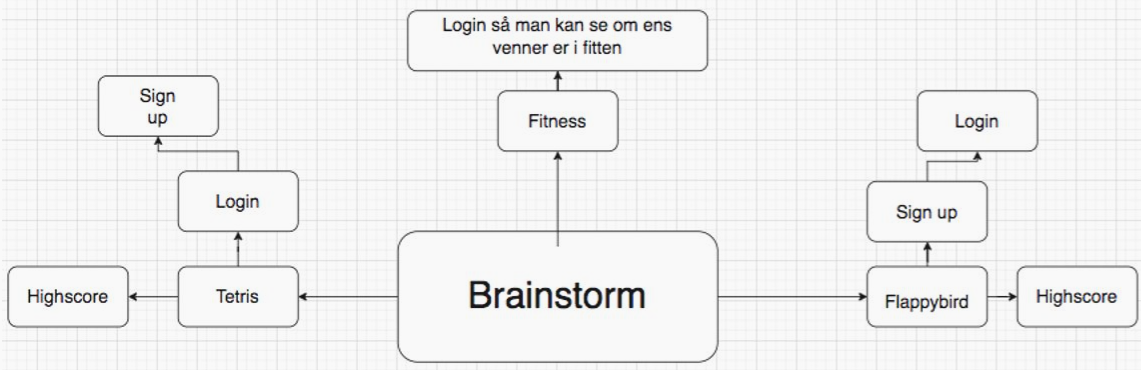 Login så man kan se om ens
venner er i fitten
Sign
up
Fitness
Login
Login
Sign up
Highscore
Tetris
Brainstorm
Flappybird
Highscore